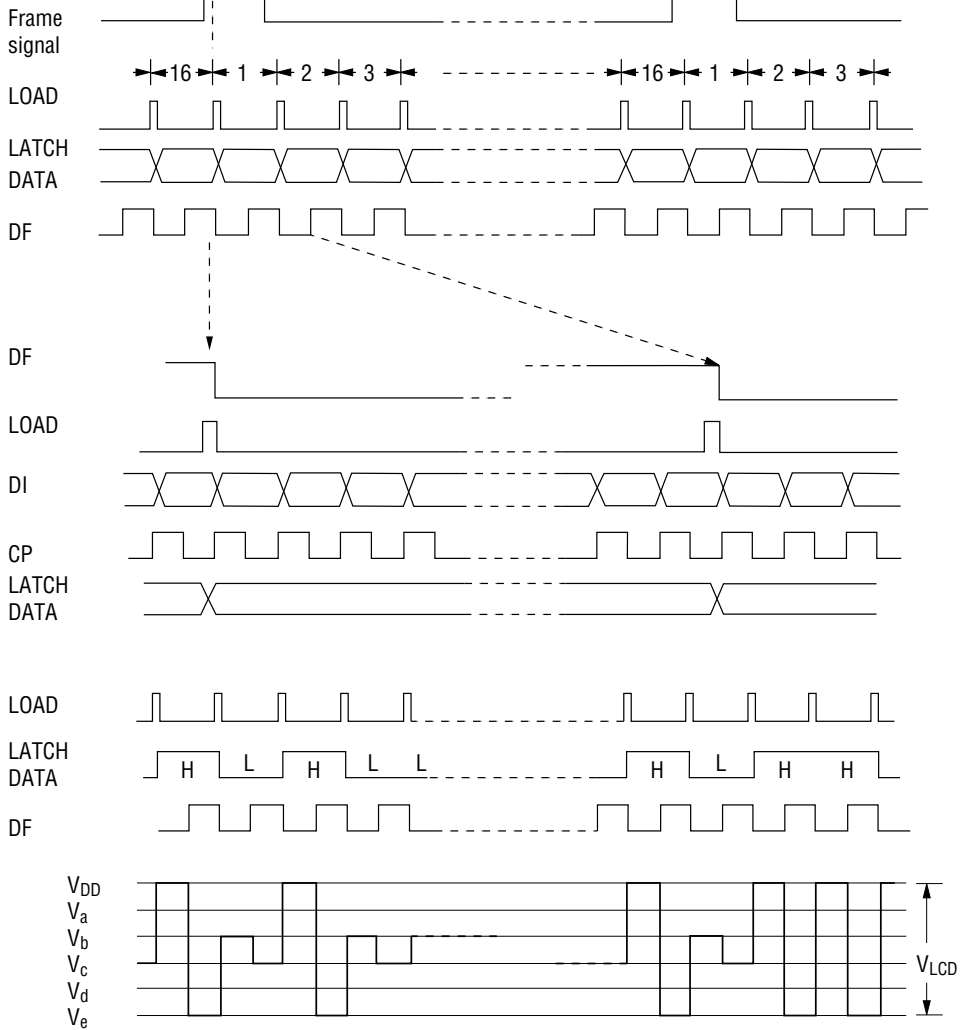 Frame
signal
16 1 2 3 16 1 2 3
LOAD
LATCH
DATA
DF
DF
LOAD
DI
CP
LATCH
DATA
LOAD
LATCH
DATA
H L H L L H L H H
DF
VDD
Va
Vb
Vc
Vd
Ve
VLCD